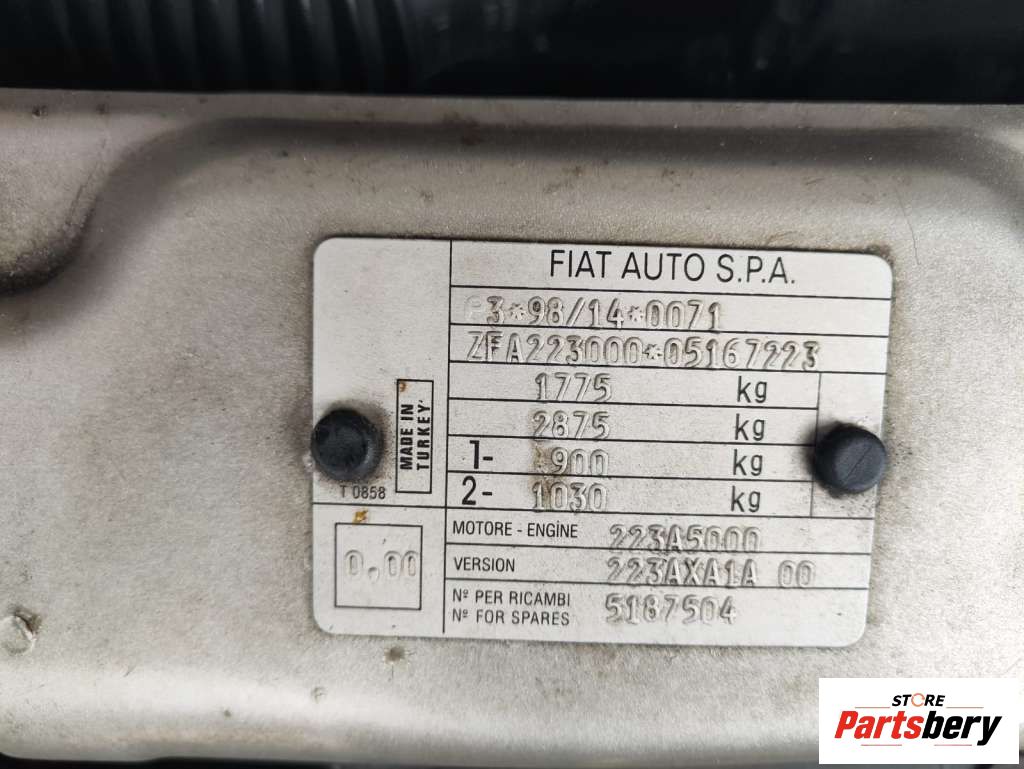 FIAT AUTO S.P.A.
e3*98/14*0071
ZFA223000*05167223
1775 kg
2875 kg
1- 900 kg
2- 1030 kg
MADE IN
TURKEY
T 0858
0.00
MOTORE - ENGINE 223A5000
VERSION 223AXA1A 00
Nº PER RICAMBI
Nº FOR SPARES 5187504
STORE
Partsbery